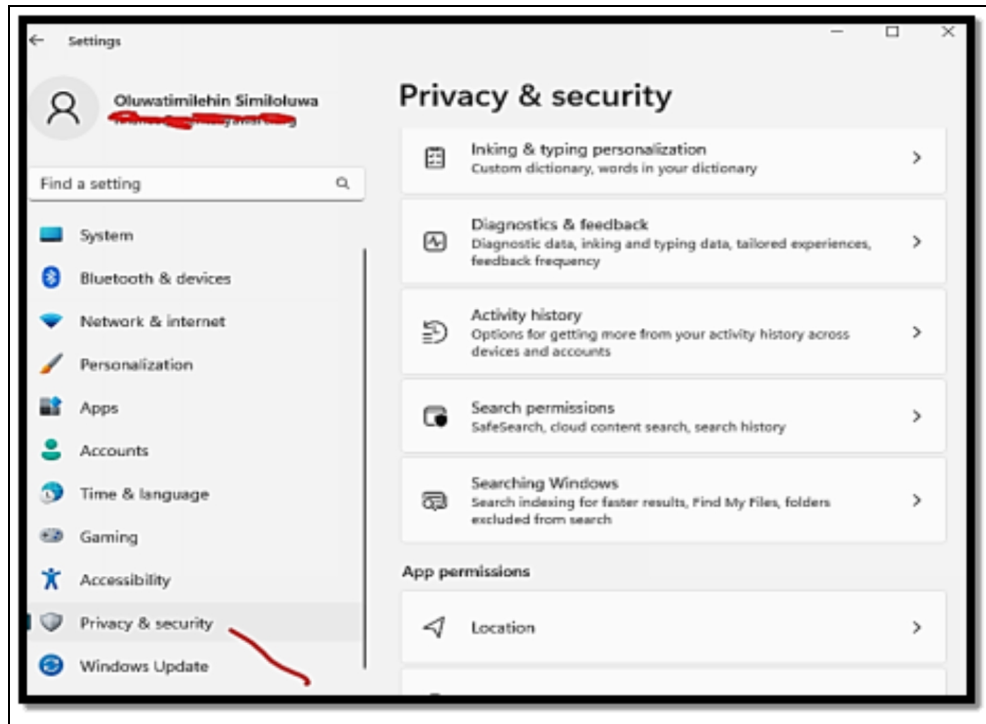 Settings
Oluwatimilehin Similoluwa
Find a setting
System
Bluetooth & devices
Network & internet
Personalization
Apps
Accounts
Time & language
Gaming
Accessibility
Privacy & security
Windows Update
Privacy & security
Inking & typing personalization
Custom dictionary, words in your dictionary
Diagnostics & feedback
Diagnostic data, inking and typing data, tailored experiences,
feedback frequency
Activity history
Options for getting more from your activity history across
devices and accounts
Search permissions
SafeSearch, cloud content search, search history
Searching Windows
Search indexing for faster results, Find My Files, folders
excluded from search
App permissions
Location